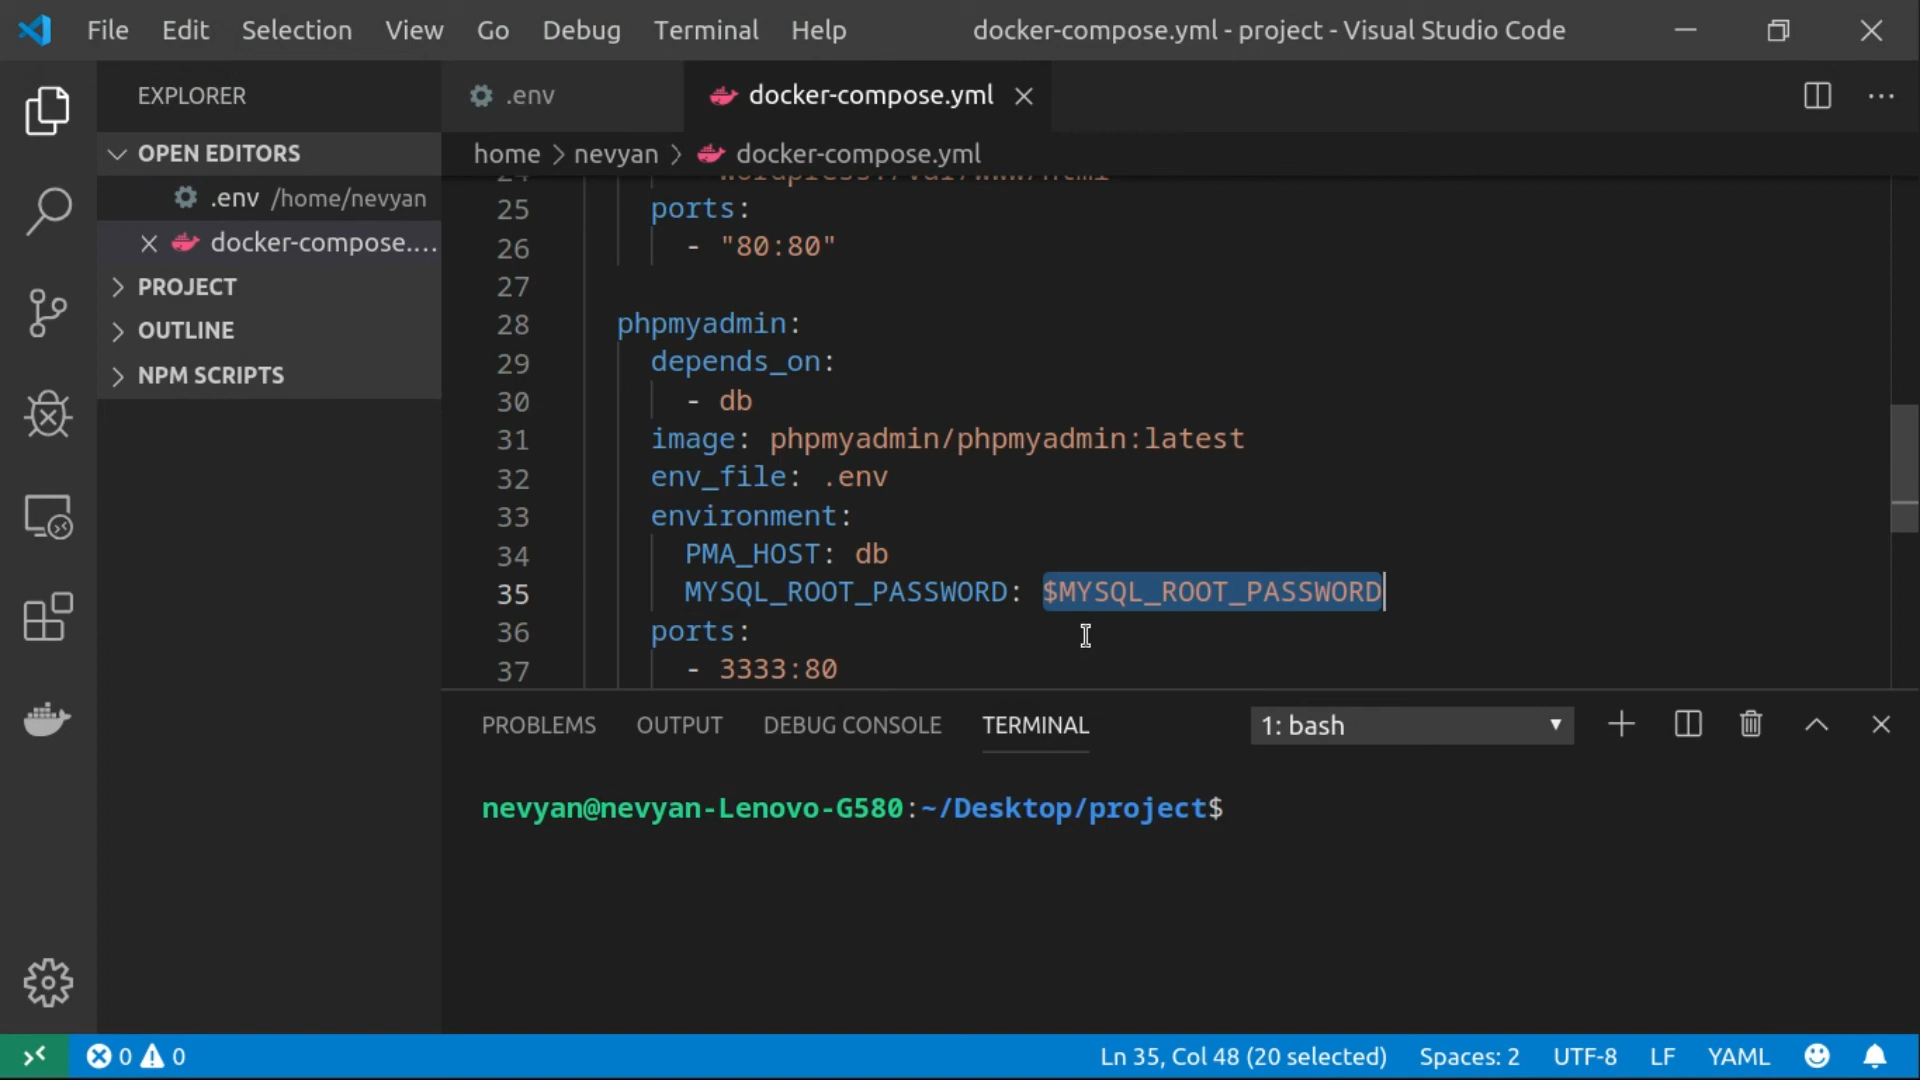 File Edit Selection View Go Debug Terminal Help docker-compose.yml - project - Visual Studio Code
EXPLORER
.env
docker-compose.yml
OPEN EDITORS
home > nevyan > docker-compose.yml
.env /home/nevyan
docker-compose....
PROJECT
OUTLINE
NPM SCRIPTS
25 ports:
26 - "80:80"
27
28 phpmyadmin:
29 depends_on:
30 - db
31 image: phpmyadmin/phpmyadmin:latest
32 env_file: .env
33 environment:
34 PMA_HOST: db
35 MYSQL_ROOT_PASSWORD: $MYSQL_ROOT_PASSWORD
36 ports:
37 - 3333:80
PROBLEMS OUTPUT DEBUG CONSOLE TERMINAL 1: bash
nevyan@nevyan-Lenovo-G580:~/Desktop/project$
0 0 Ln 35, Col 48 (20 selected) Spaces: 2 UTF-8 LF YAML